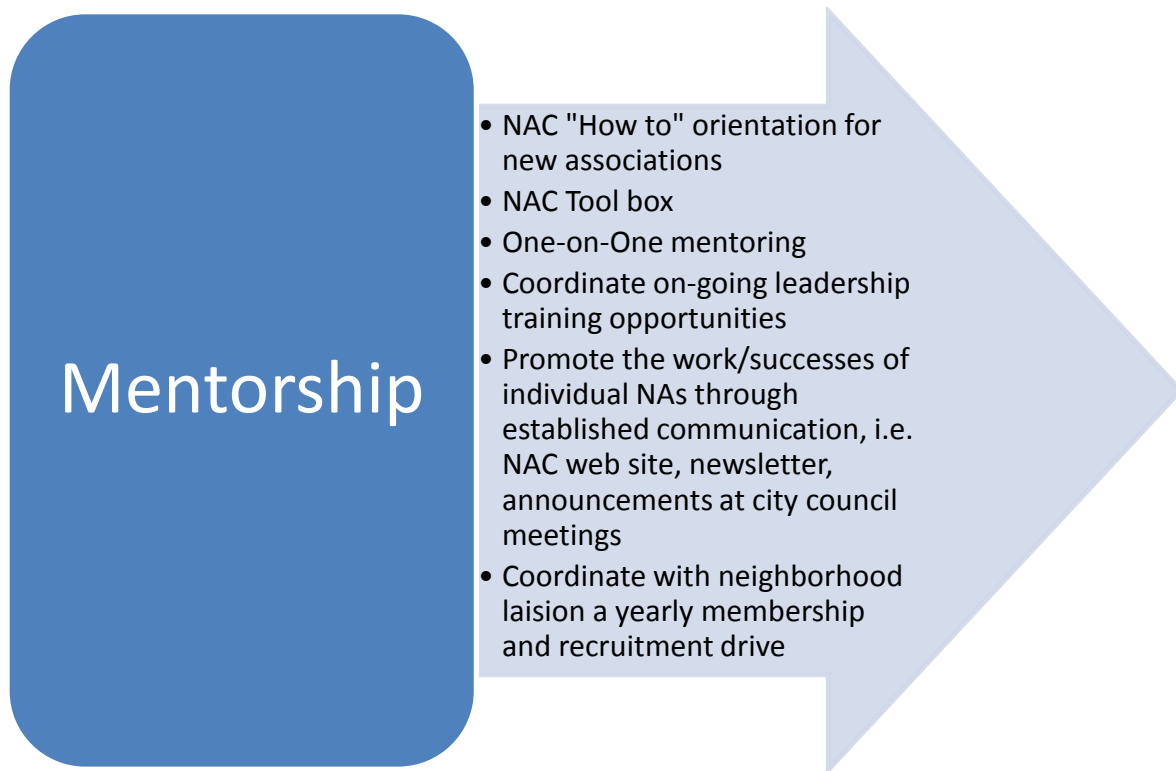 Mentorship
• NAC "How to" orientation for
new associations
• NAC Tool box
• One-on-One mentoring
• Coordinate on-going leadership
training opportunities
• Promote the work/successes of
individual NAs through
established communication, i.e.
NAC web site, newsletter,
announcements at city council
meetings
• Coordinate with neighborhood
laision a yearly membership
and recruitment drive